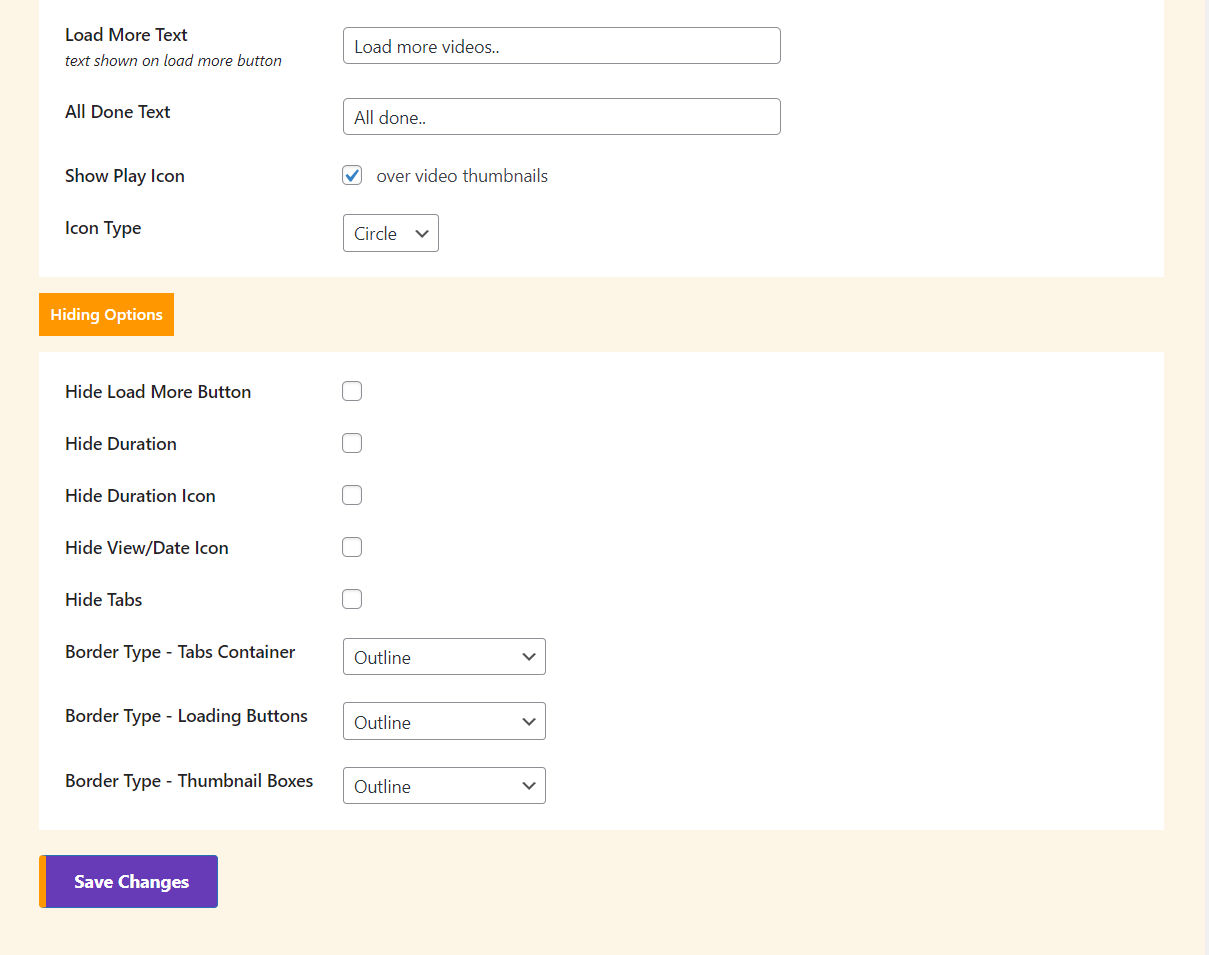 Load More Text
text shown on load more button
Load more videos..
All Done Text
All done..
Show Play Icon
over video thumbnails
Icon Type
Circle
Hiding Options
Hide Load More Button
Hide Duration
Hide Duration Icon
Hide View/Date Icon
Hide Tabs
Border Type - Tabs Container
Outline
Border Type - Loading Buttons
Outline
Border Type - Thumbnail Boxes
Outline
Save Changes